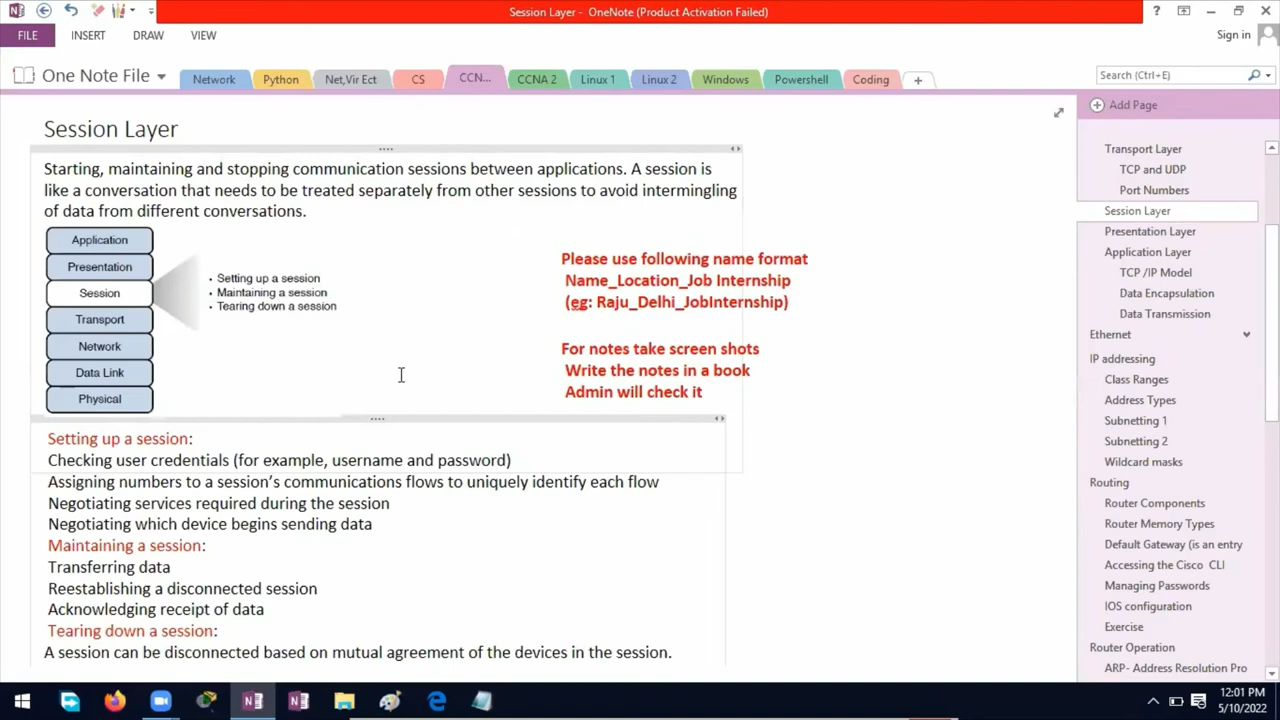 Session Layer - OneNote (Product Activation Failed)
?
FILE
INSERT
DRAW
VIEW
Sign in
One Note File
Network
Python
Net,Vir Ect
CS
CCN...
CCNA 2
Linux 1
Linux 2
Windows
Powershell
Coding
+
Search (Ctrl+E)
Session Layer
Starting, maintaining and stopping communication sessions between applications. A session is
like a conversation that needs to be treated separately from other sessions to avoid intermingling
of data from different conversations.
Application
Presentation
Session
Transport
Network
Data Link
Physical
• Setting up a session
• Maintaining a session
• Tearing down a session
Please use following name format
Name_Location_Job Internship
(eg: Raju_Delhi_JobInternship)
For notes take screen shots
Write the notes in a book
Admin will check it
Setting up a session:
Checking user credentials (for example, username and password)
Assigning numbers to a session’s communications flows to uniquely identify each flow
Negotiating services required during the session
Negotiating which device begins sending data
Maintaining a session:
Transferring data
Reestablishing a disconnected session
Acknowledging receipt of data
Tearing down a session:
A session can be disconnected based on mutual agreement of the devices in the session.
Add Page
Transport Layer
TCP and UDP
Port Numbers
Session Layer
Presentation Layer
Application Layer
TCP /IP Model
Data Encapsulation
Data Transmission
Ethernet
IP addressing
Class Ranges
Address Types
Subnetting 1
Subnetting 2
Wildcard masks
Routing
Router Components
Router Memory Types
Default Gateway (is an entry
Accessing the Cisco CLI
Managing Passwords
IOS configuration
Exercise
Router Operation
ARP- Address Resolution Pro
12:01 PM
5/10/2022